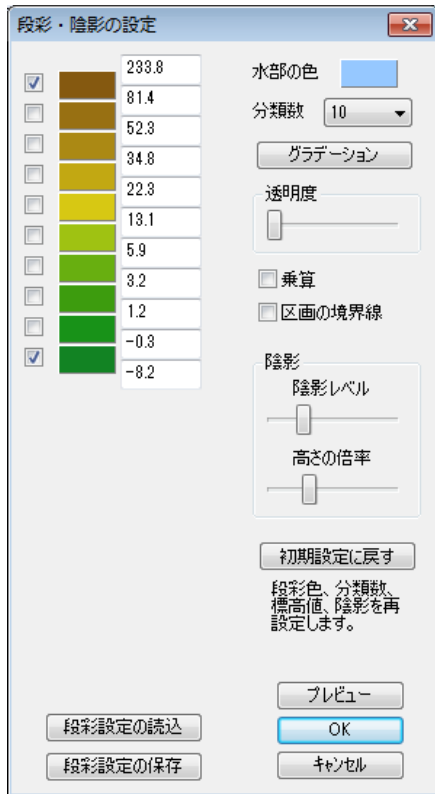 段彩・陰影の設定
233.8
81.4
52.3
34.8
22.3
13.1
5.9
3.2
1.2
-0.3
-8.2
水部の色
分類数 10
グラデーション
透明度
乗算
区画の境界線
陰影
陰影レベル
高さの倍率
初期設定に戻す
段彩色、分類数、
標高値、陰影を再
設定します。
プレビュー
段彩設定の読込
OK
段彩設定の保存
キャンセル